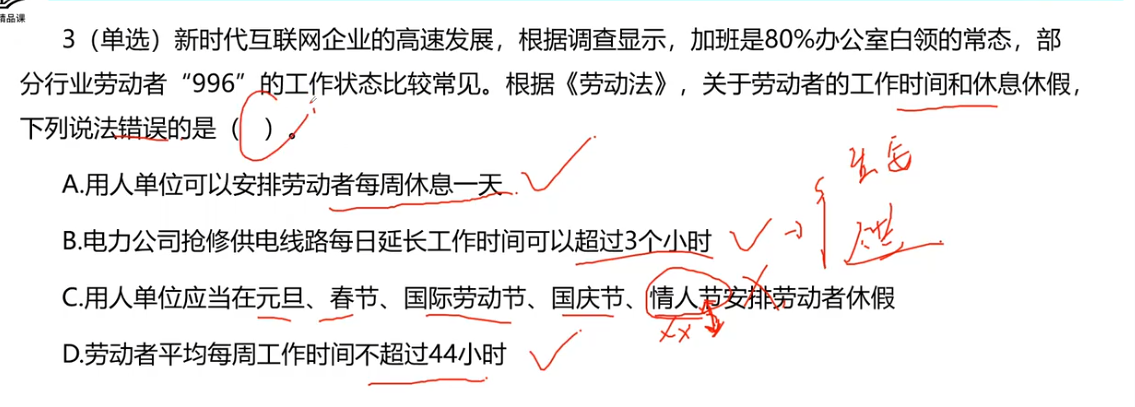 精品课
3（单选）新时代互联网企业的高速发展，根据调查显示，加班是80%办公室白领的常态，部
分行业劳动者“996”的工作状态比较常见。根据《劳动法》，关于劳动者的工作时间和休息休假，
下列说法错误的是（ ）。
A.用人单位可以安排劳动者每周休息一天
B.电力公司抢修供电线路每日延长工作时间可以超过3个小时
C.用人单位应当在元旦、春节、国际劳动节、国庆节、情人节安排劳动者休假
D.劳动者平均每周工作时间不超过44小时